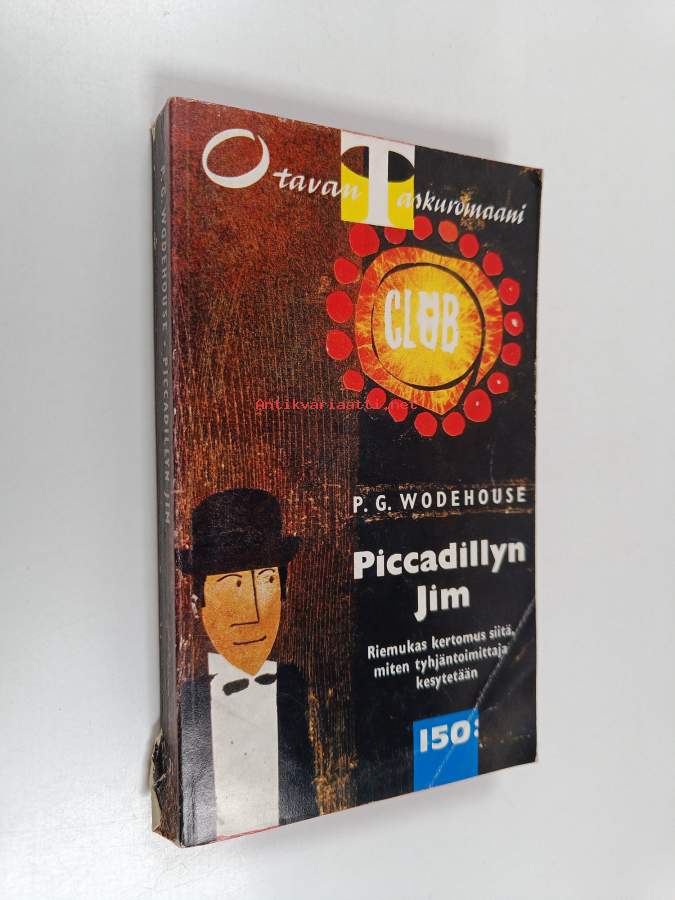 Otavan Taskuromaani
CLUB
Antikvariaatti.net
P. G. WODEHOUSE
Piccadillyn
Jim
Riemukas kertomus siitä,
miten tyhjäntoimittaja
kesytetään
150:
P.G. WODEHOUSE · PICCADILLYN JIM